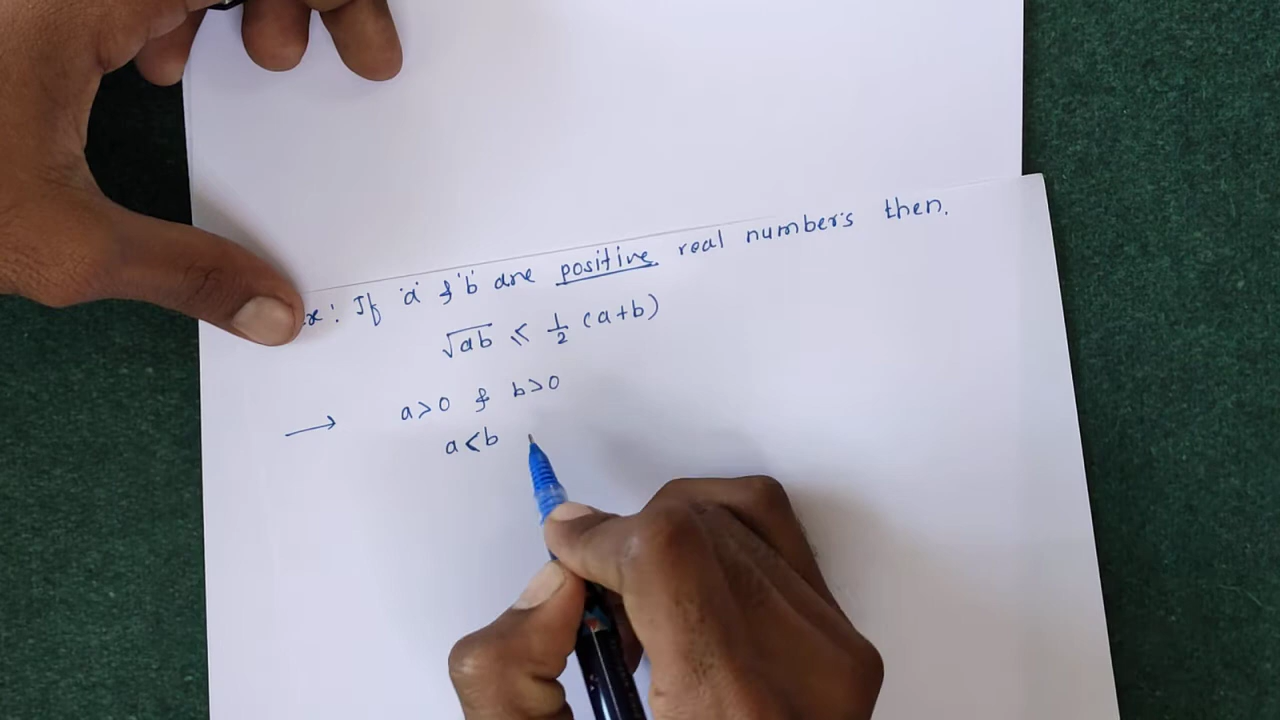 Ex: If 'a' & 'b' are positive real numbers then.
√ab ≤ 1/2 (a+b)
→ a>0 & b>0
a<b